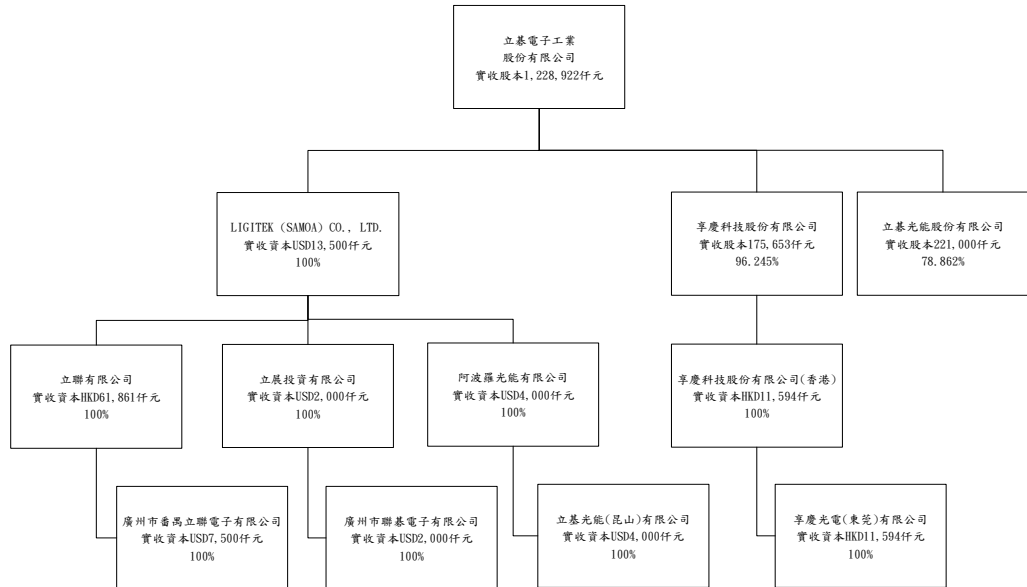 立碁電子工業
股份有限公司
實收股本1,228,922仟元
LIGITEK (SAMOA) CO., LTD.
實收資本USD13,500仟元
100%
享慶科技股份有限公司
實收股本175,653仟元
96.245%
立碁光能股份有限公司
實收股本221,000仟元
78.862%
立聯有限公司
實收資本HKD61,861仟元
100%
立展投資有限公司
實收資本USD2,000仟元
100%
阿波羅光能有限公司
實收資本USD4,000仟元
100%
享慶科技股份有限公司(香港)
實收資本HKD11,594仟元
100%
廣州市番禺立聯電子有限公司
實收資本USD7,500仟元
100%
廣州市聯碁電子有限公司
實收資本USD2,000仟元
100%
立基光能(昆山)有限公司
實收資本USD4,000仟元
100%
享慶光電(東莞)有限公司
實收資本HKD11,594仟元
100%